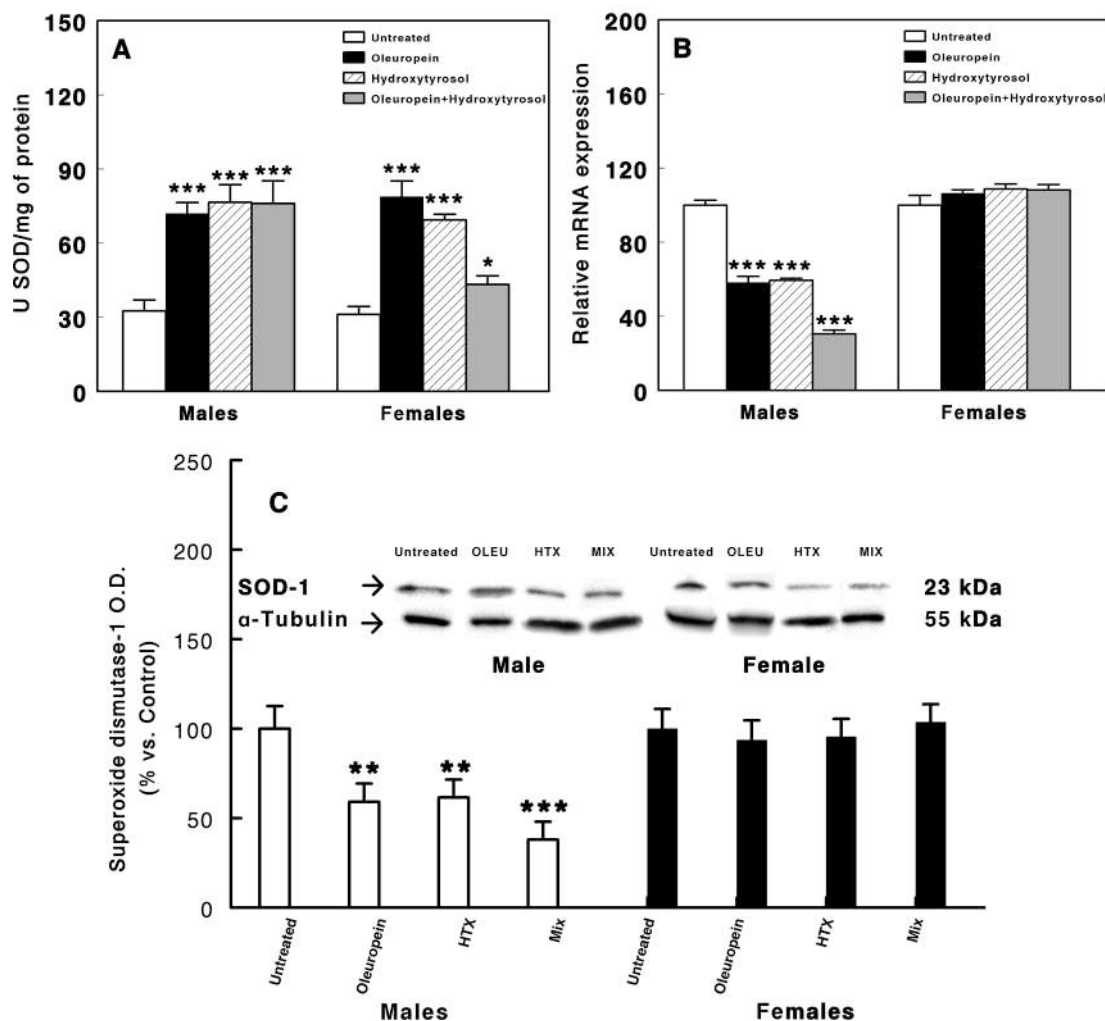 A
U SOD/mg of protein
150
120
90
60
30
0
Untreated
Oleuropein
Hydroxytyrosol
Oleuropein+Hydroxytyrosol
*** *** ***
*** *** *
Males Females
B
Relative mRNA expression
200
160
120
80
40
0
Untreated
Oleuropein
Hydroxytyrosol
Oleuropein+Hydroxytyrosol
*** *** ***
Males Females
C
Superoxide dismutase-1 O.D.
(% vs. Control)
250
200
150
100
50
0
Untreated OLEU HTX MIX Untreated OLEU HTX MIX
SOD-1 → 23 kDa
α-Tubulin → 55 kDa
Male Female
** ** ***
Untreated Oleuropein HTX Mix Untreated Oleuropein HTX Mix
Males Females